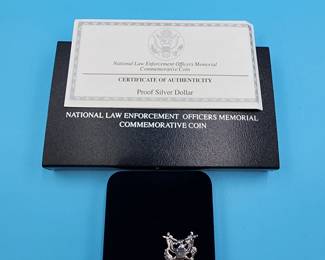 National Law Enforcement Officers Memorial
Commemorative Coin
CERTIFICATE OF AUTHENTICITY
Proof Silver Dollar
NATIONAL LAW ENFORCEMENT OFFICERS MEMORIAL
COMMEMORATIVE COIN